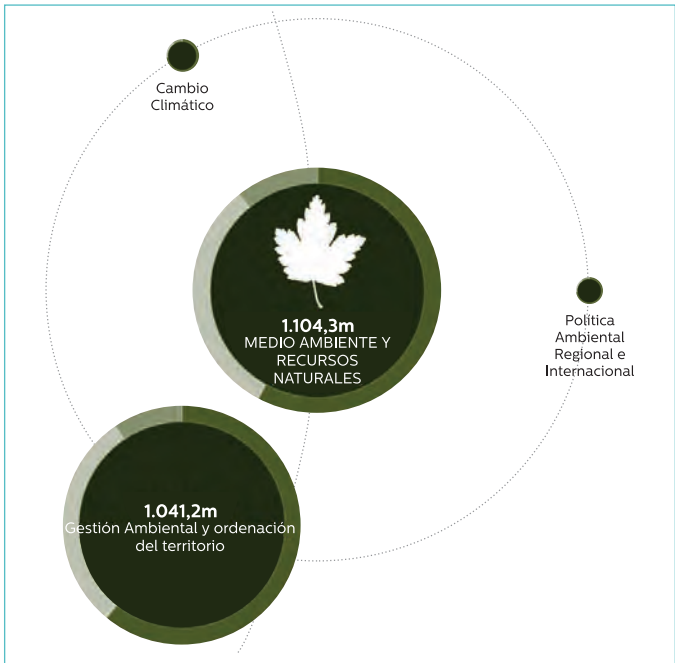 Cambio
Climático
1.104,3m
MEDIO AMBIENTE Y
RECURSOS
NATURALES
Política
Ambiental
Regional e
Internacional
1.041,2m
Gestión Ambiental y ordenación
del territorio